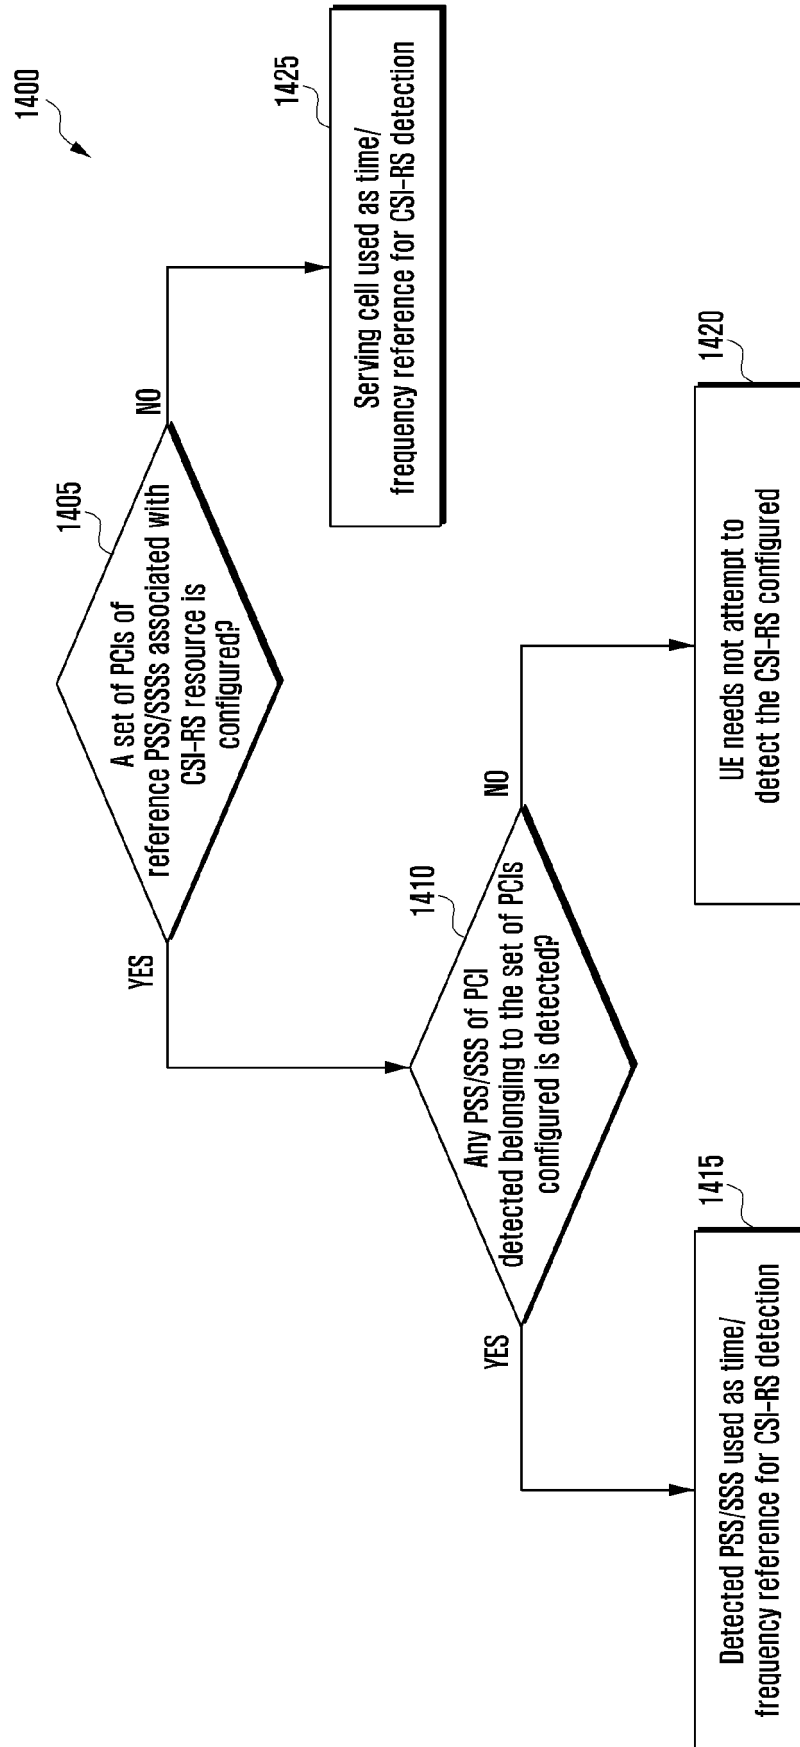 1400
1405
A set of PCIs of
reference PSS/SSSs associated with
CSI-RS resource is
configured?
YES
NO
1425
Serving cell used as time/
frequency reference for CSI-RS detection
1410
Any PSS/SSS of PCI
detected belonging to the set of PCIs
configured is detected?
YES
NO
1415
Detected PSS/SSS used as time/
frequency reference for CSI-RS detection
1420
UE needs not attempt to
detect the CSI-RS configured